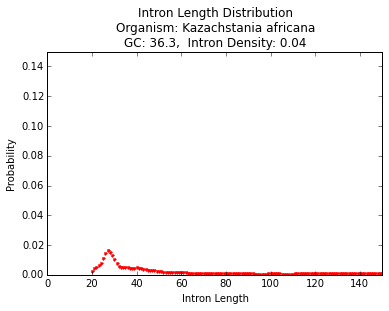 Intron Length Distribution
Organism: Kazachstania africana
GC: 36.3,  Intron Density: 0.04
0.14
0.12
0.10
0.08
0.06
0.04
0.02
0.00
Probability
0 20 40 60 80 100 120 140
Intron Length